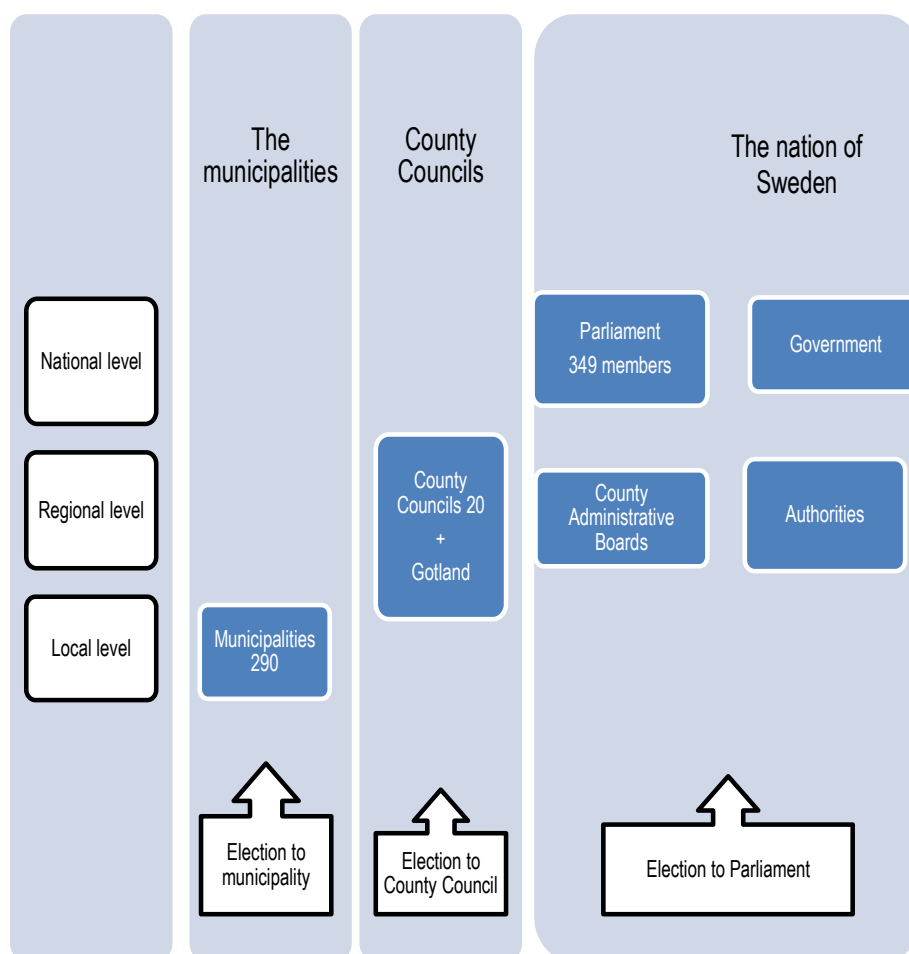 The
municipalities
County
Councils
The nation of
Sweden
National level
Parliament
349 members
Government
Regional level
County
Councils 20
+
Gotland
County
Administrative
Boards
Authorities
Local level
Municipalities
290
Election to
municipality
Election to
County Council
Election to Parliament